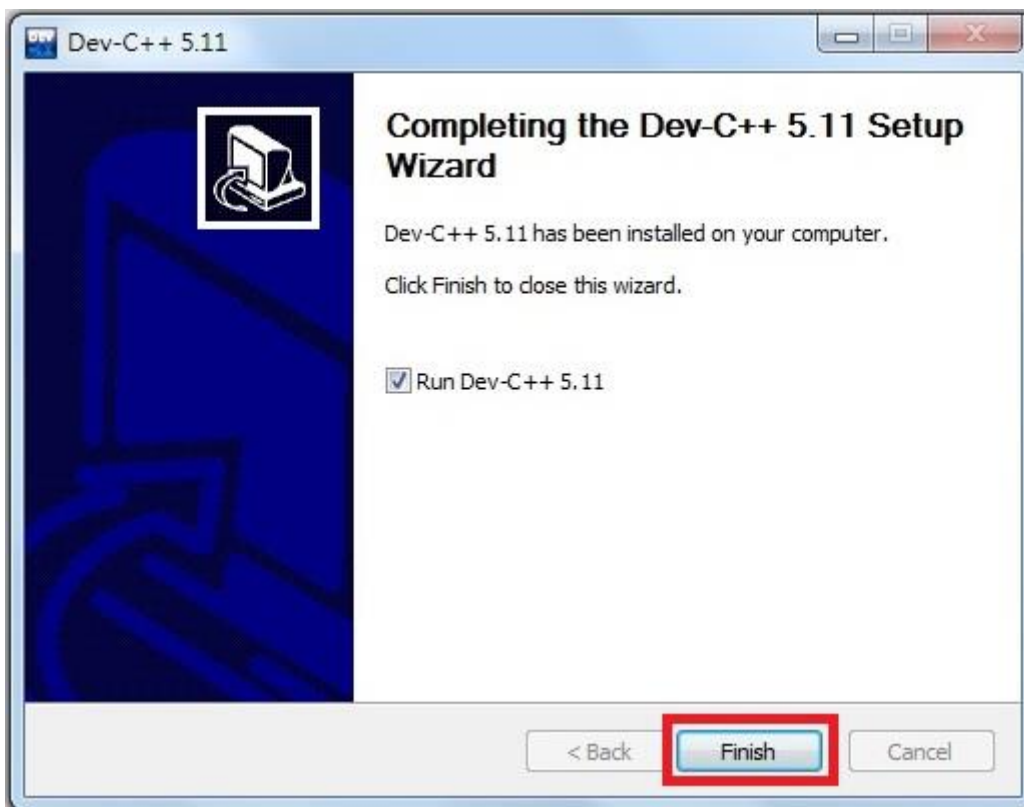 Dev-C++ 5.11
Completing the Dev-C++ 5.11 Setup
Wizard
Dev-C++ 5.11 has been installed on your computer.
Click Finish to close this wizard.
Run Dev-C++ 5.11
< Back Finish Cancel